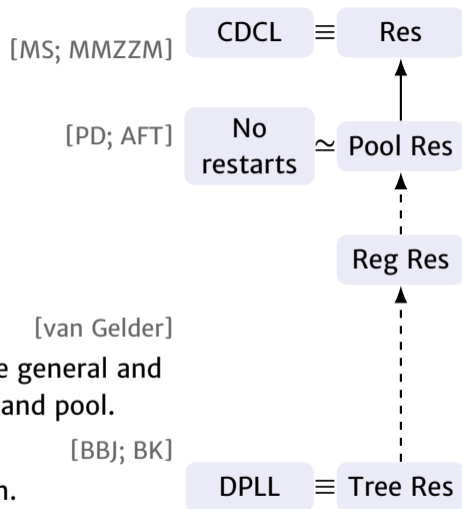 CDCL ≡ Res
[MS; MMZZM]
[PD; AFT]
No
restarts
≃ Pool Res
Reg Res
[van Gelder]
e general and
and pool.
[BBJ; BK]
DPLL ≡ Tree Res